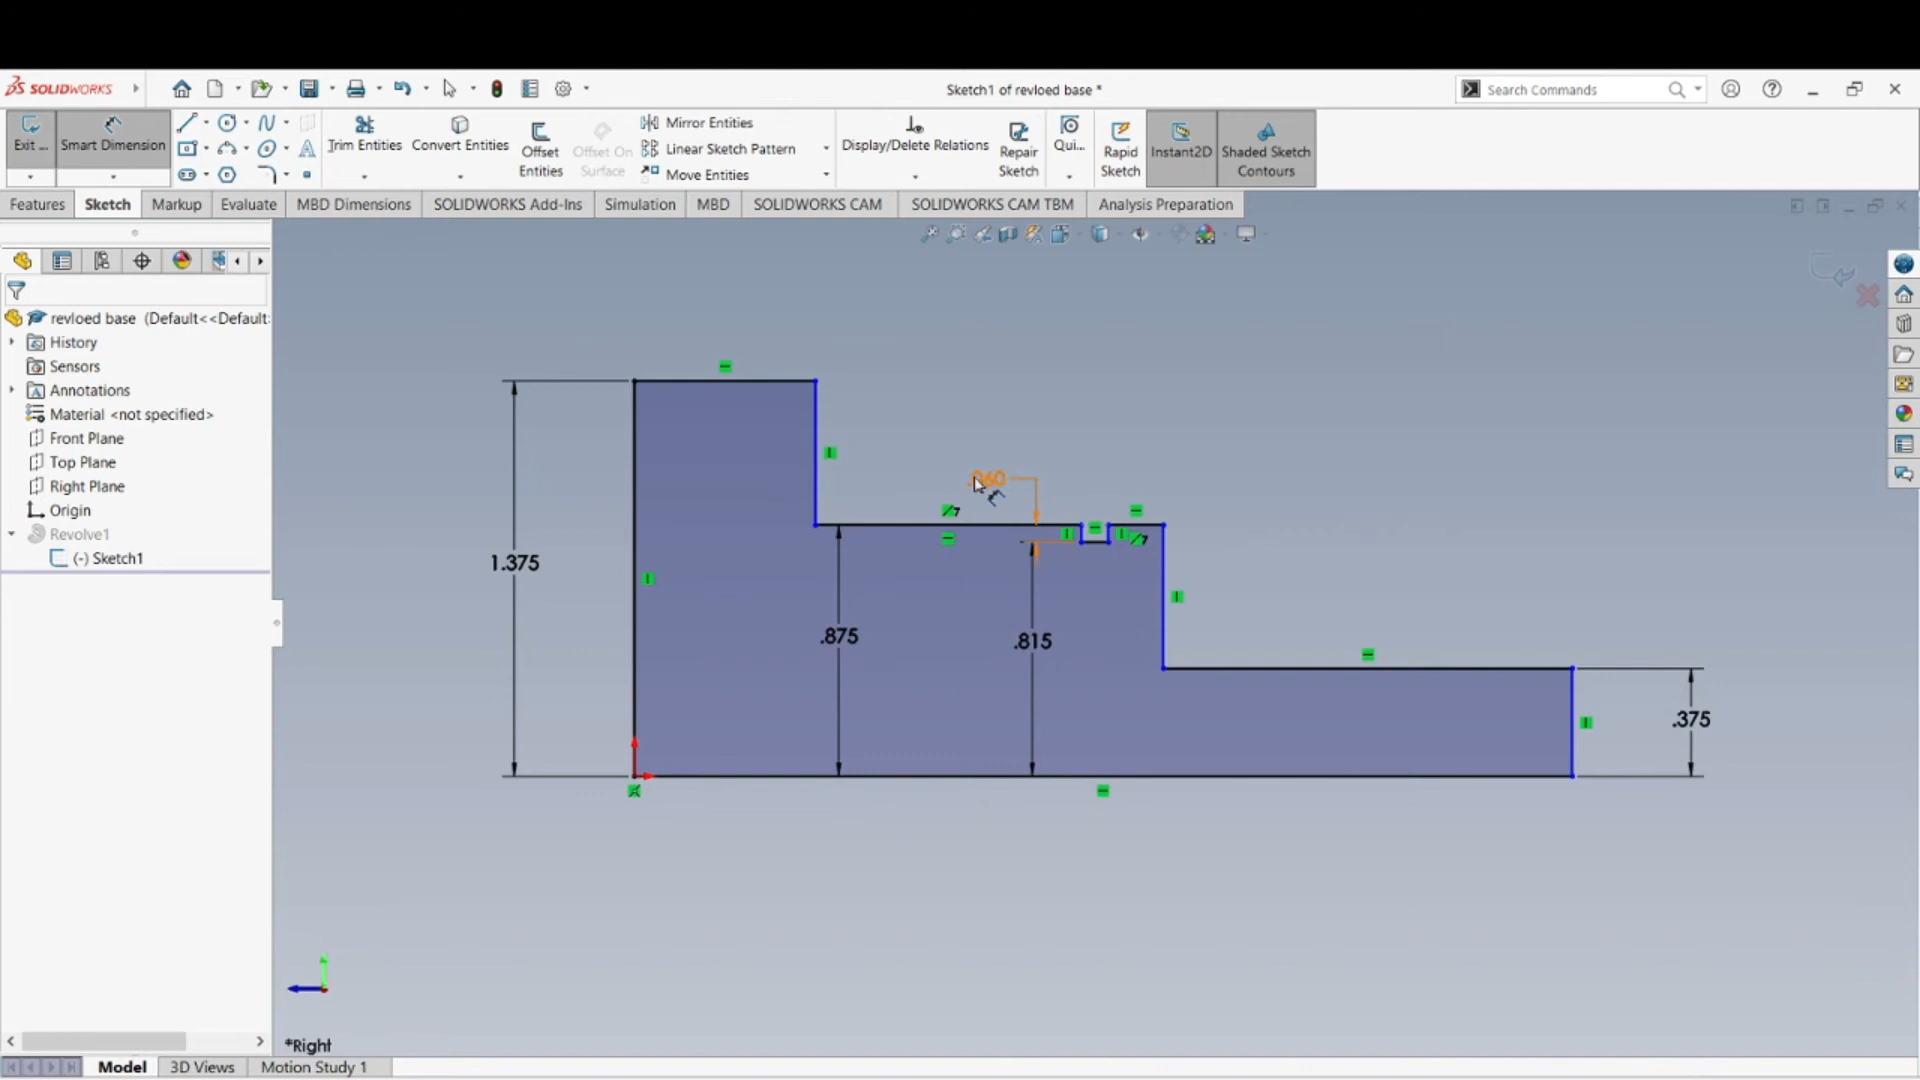 SOLIDWORKS
Sketch1 of revloed base *
Search Commands
Exit ...
Smart Dimension
Trim Entities
Convert Entities
Offset
Entities
Offset On
Surface
Mirror Entities
Linear Sketch Pattern
Move Entities
Display/Delete Relations
Repair
Sketch
Qui...
Rapid
Sketch
Instant2D
Shaded Sketch
Contours
Features
Sketch
Markup
Evaluate
MBD Dimensions
SOLIDWORKS Add-Ins
Simulation
MBD
SOLIDWORKS CAM
SOLIDWORKS CAM TBM
Analysis Preparation
revloed base (Default<<Default:
History
Sensors
Annotations
Material <not specified>
Front Plane
Top Plane
Right Plane
Origin
Revolve1
(-) Sketch1
.060
7
7
1.375
.875
.815
.375
*Right
Model
3D Views
Motion Study 1